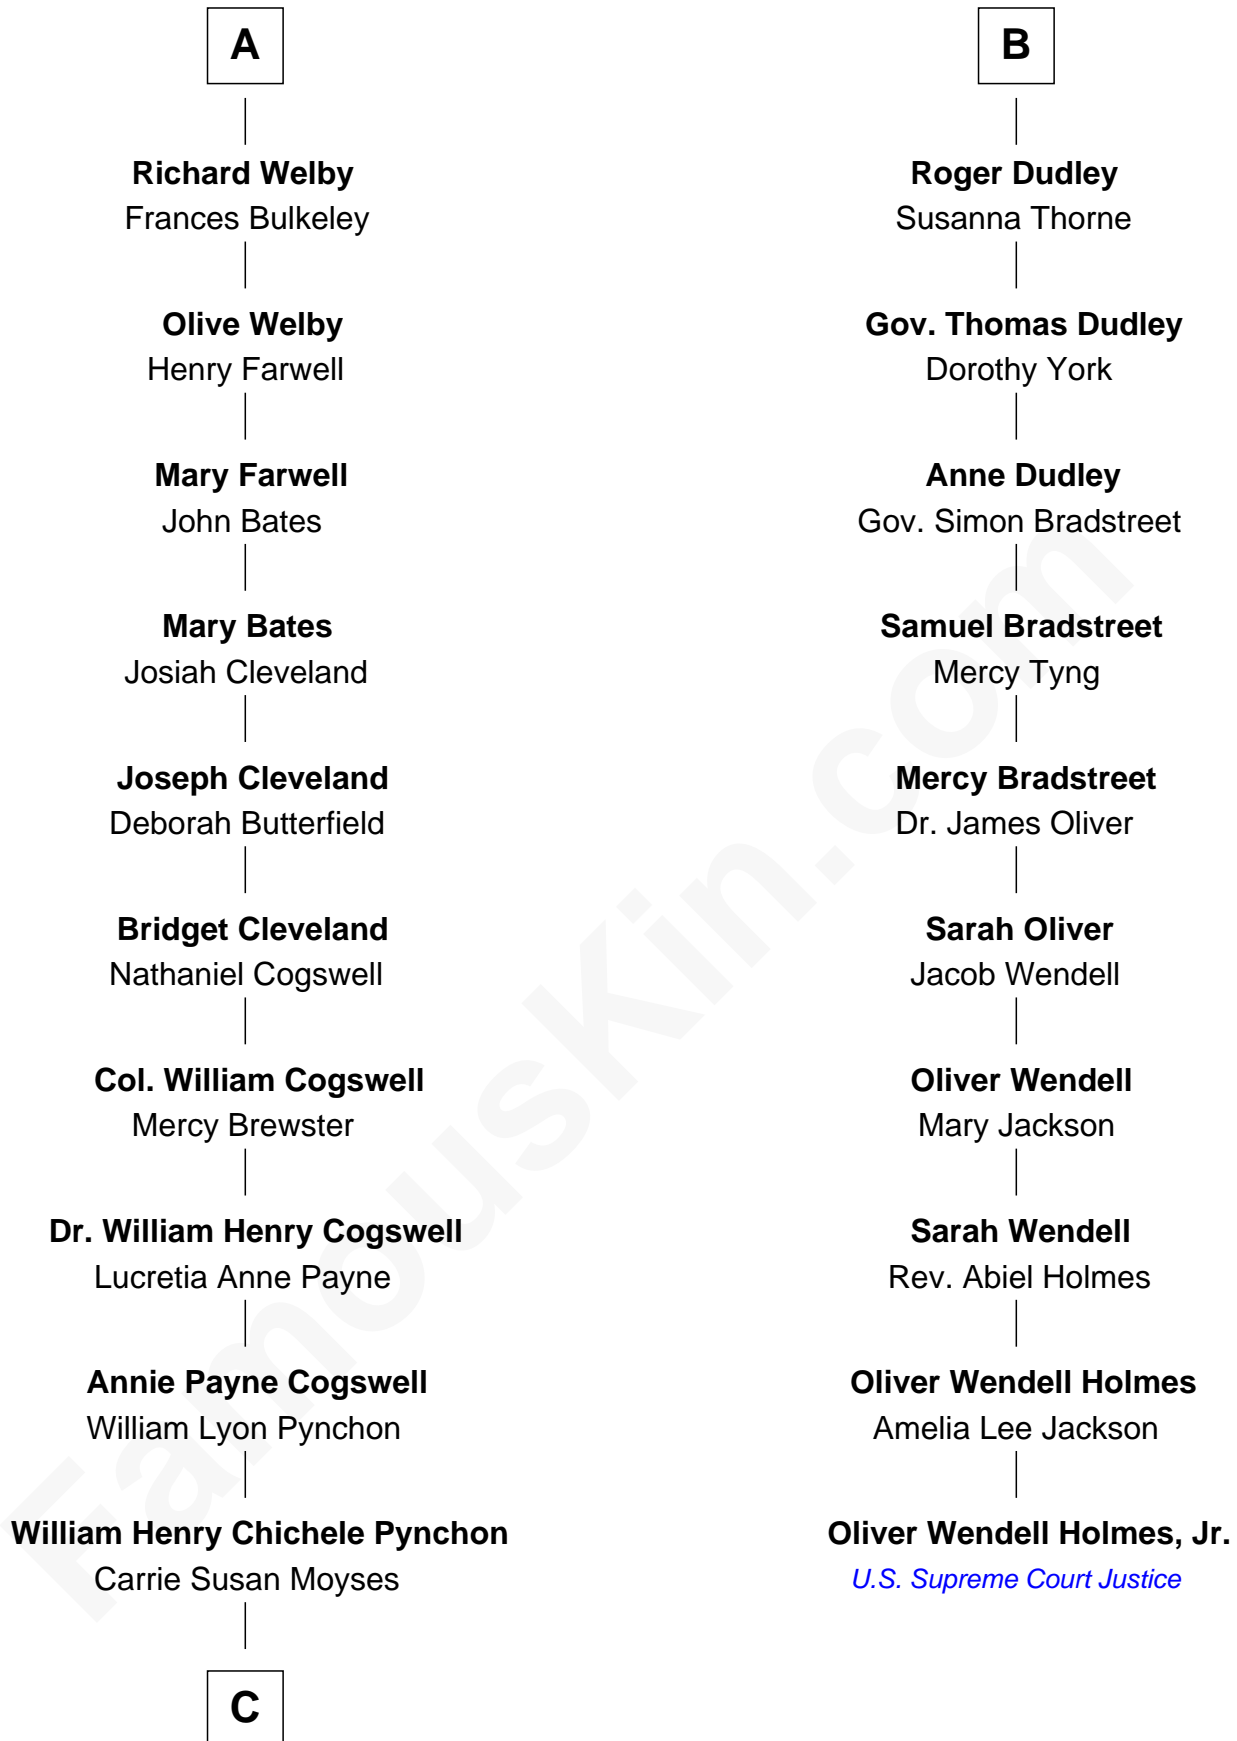 A
Richard Welby
Frances Bulkeley
Olive Welby
Henry Farwell
Mary Farwell
John Bates
Mary Bates
Josiah Cleveland
Joseph Cleveland
Deborah Butterfield
Bridget Cleveland
Nathaniel Cogswell
Col. William Cogswell
Mercy Brewster
Dr. William Henry Cogswell
Lucretia Anne Payne
Annie Payne Cogswell
William Lyon Pynchon
William Henry Chichele Pynchon
Carrie Susan Moyses
C
B
Roger Dudley
Susanna Thorne
Gov. Thomas Dudley
Dorothy York
Anne Dudley
Gov. Simon Bradstreet
Samuel Bradstreet
Mercy Tyng
Mercy Bradstreet
Dr. James Oliver
Sarah Oliver
Jacob Wendell
Oliver Wendell
Mary Jackson
Sarah Wendell
Rev. Abiel Holmes
Oliver Wendell Holmes
Amelia Lee Jackson
Oliver Wendell Holmes, Jr.
U.S. Supreme Court Justice
FamousKin.com